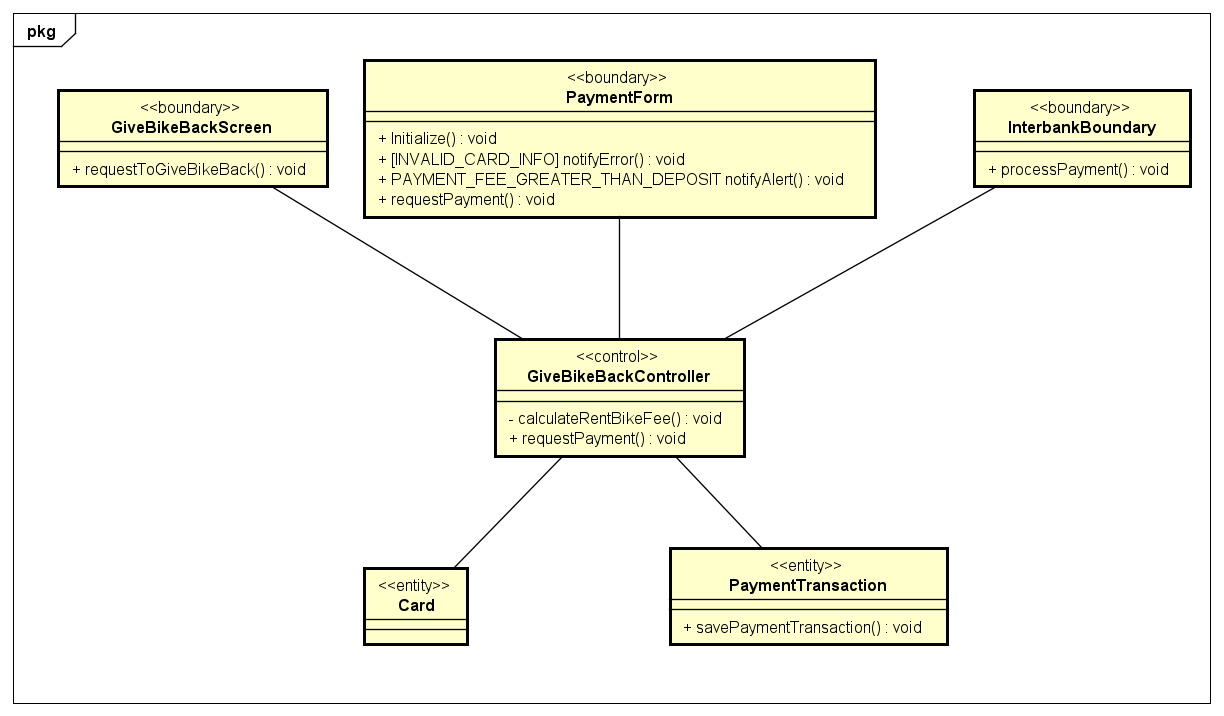 pkg
<<boundary>>
GiveBikeBackScreen
+ requestToGiveBikeBack() : void
<<boundary>>
PaymentForm
+ Initialize() : void
+ [INVALID_CARD_INFO] notifyError() : void
+ PAYMENT_FEE_GREATER_THAN_DEPOSIT notifyAlert() : void
+ requestPayment() : void
<<boundary>>
InterbankBoundary
+ processPayment() : void
<<control>>
GiveBikeBackController
- calculateRentBikeFee() : void
+ requestPayment() : void
<<entity>>
Card
<<entity>>
PaymentTransaction
+ savePaymentTransaction() : void